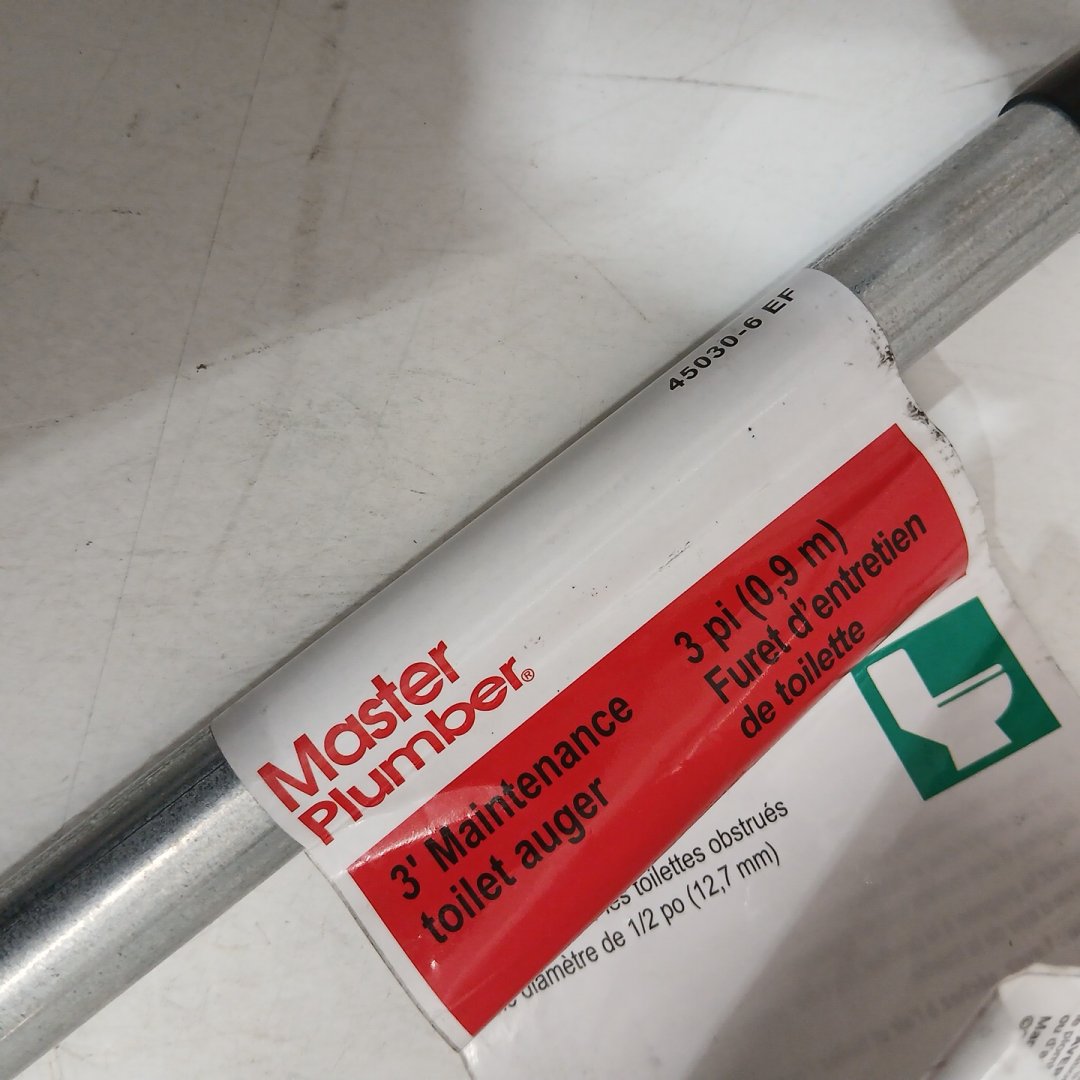 45030-6 EF
Master
Plumber®
3' Maintenance
toilet auger
3 pi (0,9 m)
Furet d'entretien
de toilette
toilettes obstrués
diamètre de 1/2 po (12,7 mm)